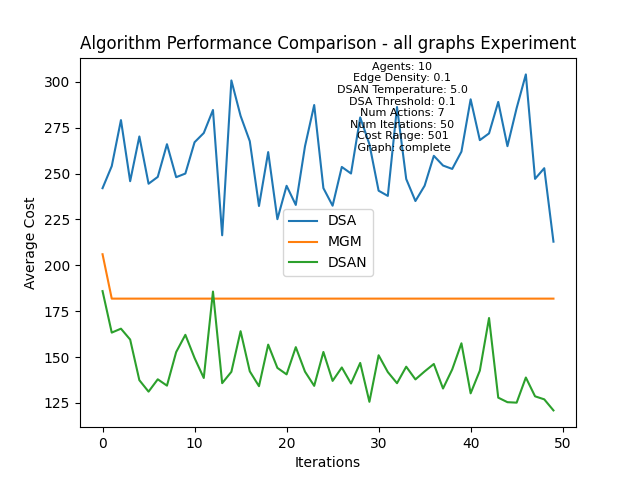 Algorithm Performance Comparison - all graphs Experiment
Agents: 10
Edge Density: 0.1
DSAN Temperature: 5.0
DSA Threshold: 0.1
Num Actions: 7
Num Iterations: 50
Cost Range: 501
Graph: complete
300
275
250
225
200
175
150
125
Average Cost
DSA
MGM
DSAN
0
10
20
30
40
50
Iterations